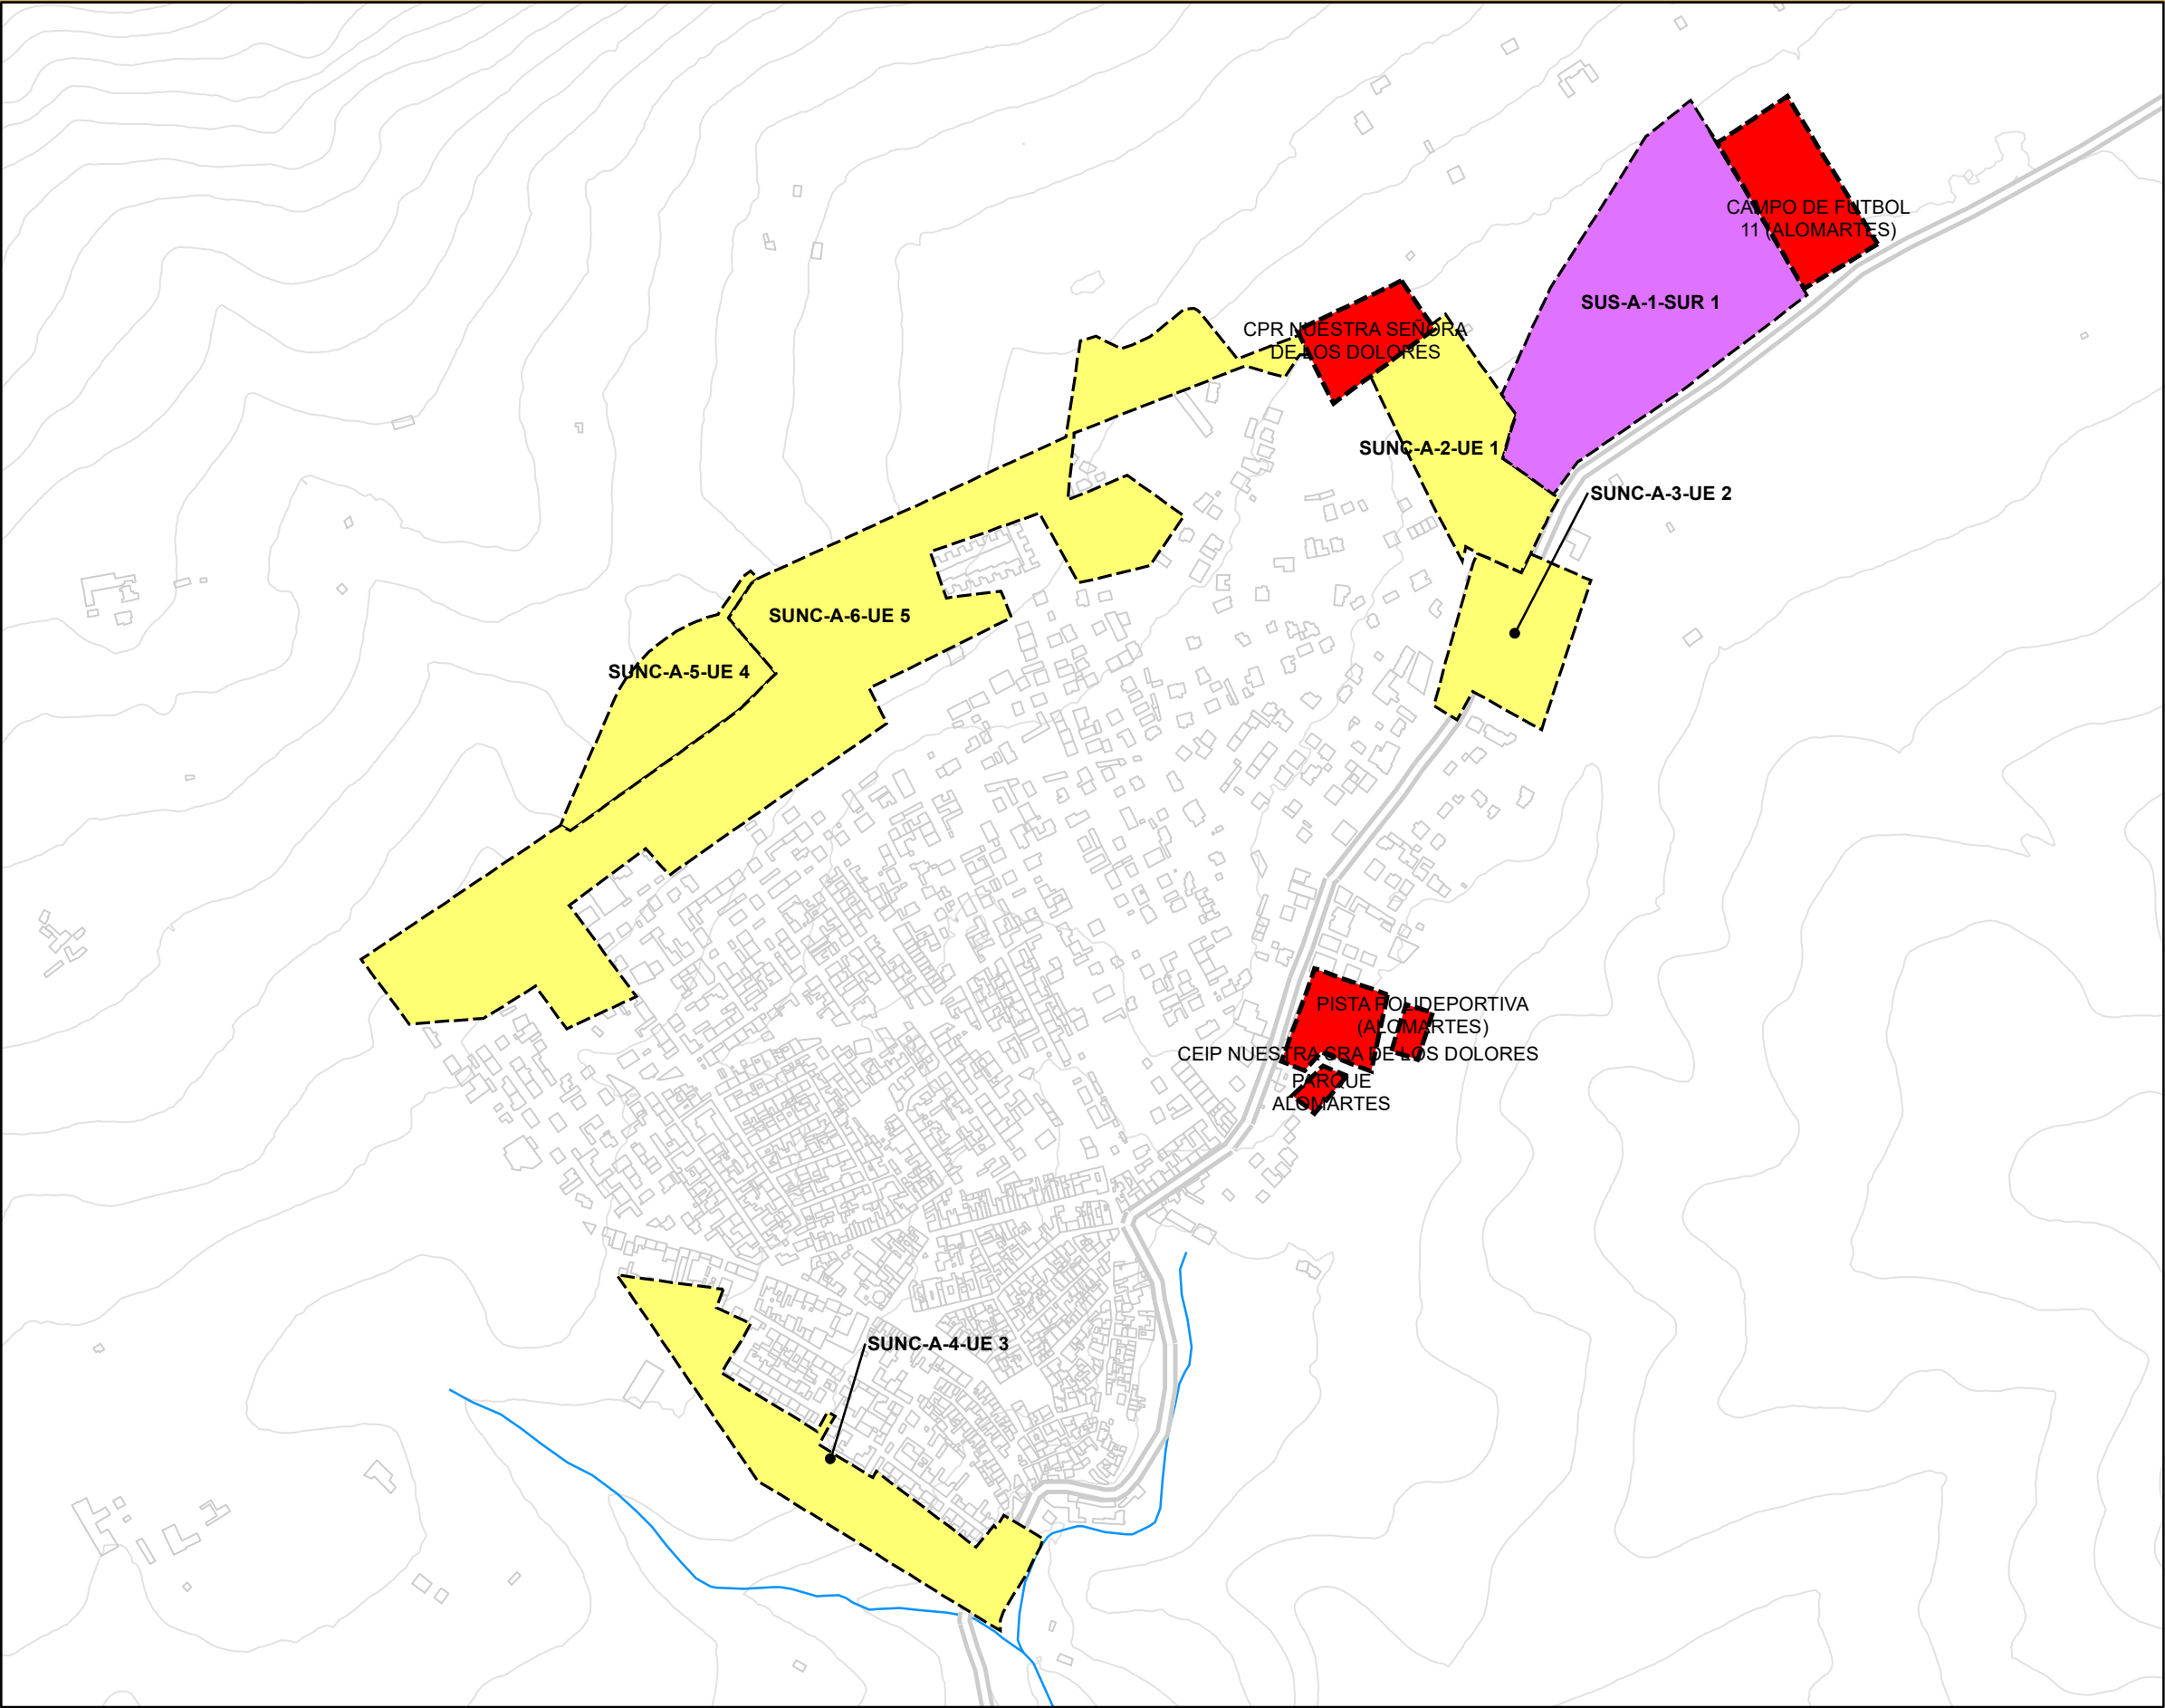 CAMPO DE FUTBOL
11 (ALOMARTES)
SUS-A-1-SUR 1
CPR NUESTRA SEÑORA
DE LOS DOLORES
SUNC-A-2-UE 1
SUNC-A-3-UE 2
SUNC-A-6-UE 5
SUNC-A-5-UE 4
PISTA POLIDEPORTIVA
(ALOMARTES)
CEIP NUESTRA SRA DE LOS DOLORES
PARQUE
ALOMARTES
SUNC-A-4-UE 3